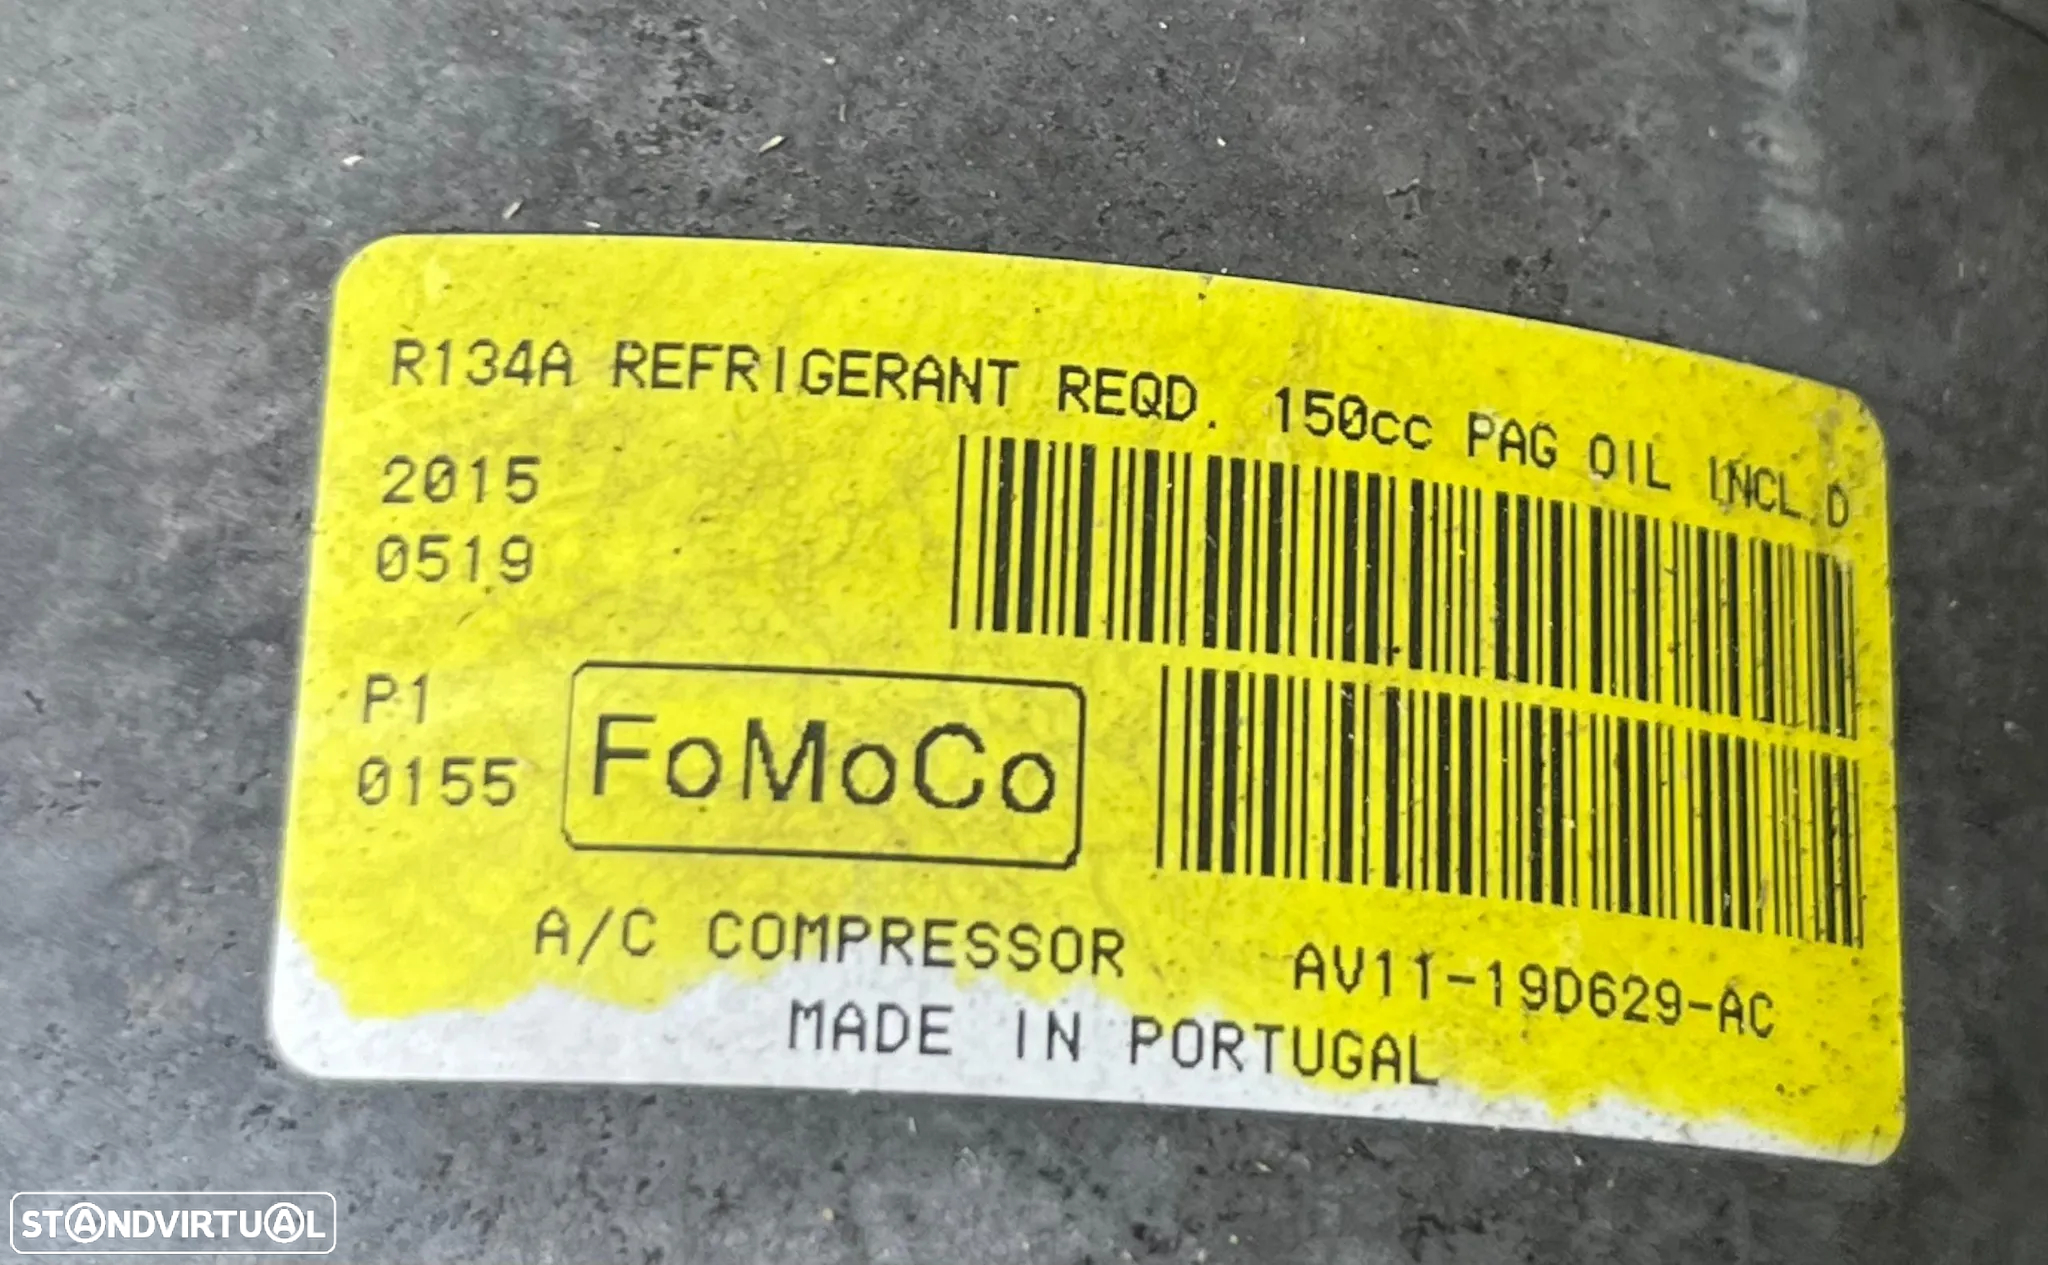 R134A REFRIGERANT REQD. 150cc PAG OIL INCL.D
2015
0519
P1
0155
FoMoCo
A/C COMPRESSOR
AV11-19D629-AC
MADE IN PORTUGAL
STANDVIRTUAL